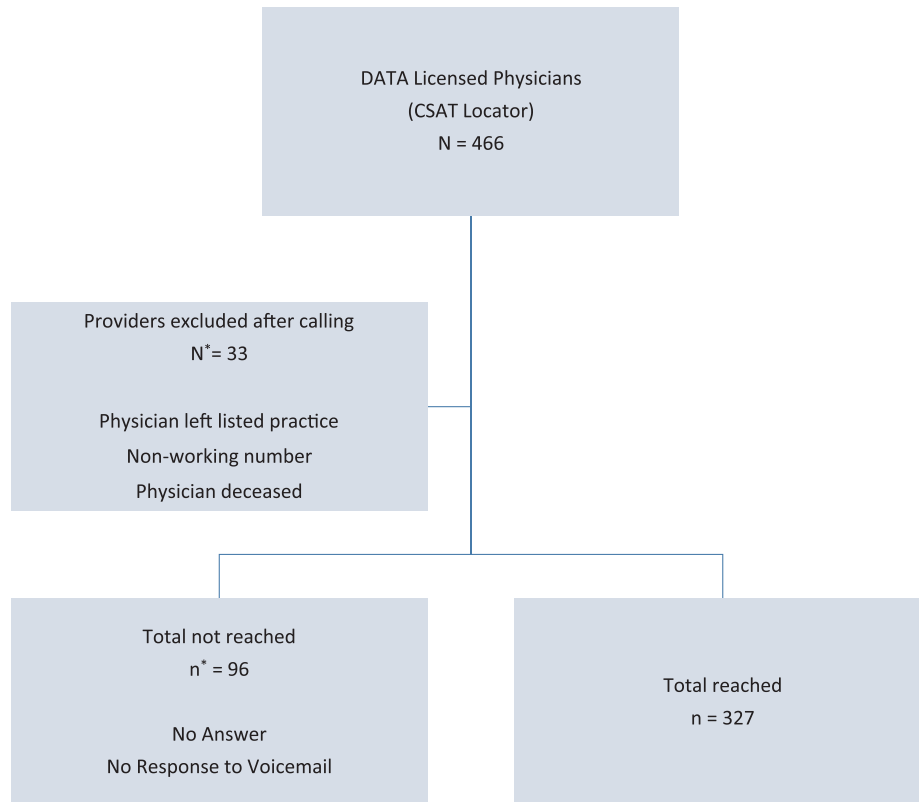 DATA Licensed Physicians
(CSAT Locator)
N = 466
Providers excluded after calling
N*= 33
Physician left listed practice
Non-working number
Physician deceased
Total not reached
n* = 96
No Answer
No Response to Voicemail
Total reached
n = 327